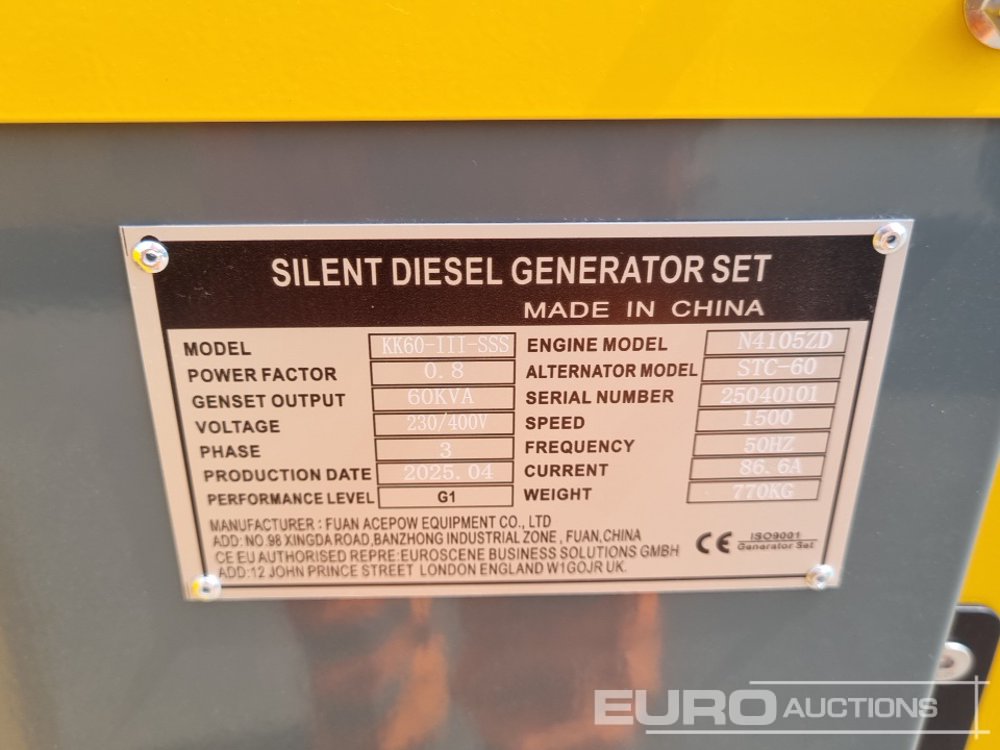 SILENT DIESEL GENERATOR SET
MADE IN CHINA
MODEL KK60-III-SSS ENGINE MODEL N4105ZD
POWER FACTOR 0.8 ALTERNATOR MODEL STC-60
GENSET OUTPUT 60KVA SERIAL NUMBER 25040101
VOLTAGE 230/400V SPEED 1500
PHASE 3 FREQUENCY 50HZ
PRODUCTION DATE 2025.04 CURRENT 86.6A
PERFORMANCE LEVEL G1 WEIGHT 770KG
MANUFACTURER : FUAN ACEPOW EQUIPMENT CO., LTD
ADD: NO.98 XINGDA ROAD, BANZHONG INDUSTRIAL ZONE , FUAN,CHINA
CE EU AUTHORISED REPRE: EUROSCENE BUSINESS SOLUTIONS GMBH
ADD:12 JOHN PRINCE STREET LONDON ENGLAND W1GOJR UK.
CE ISO9001
Generator Set
EURO AUCTIONS